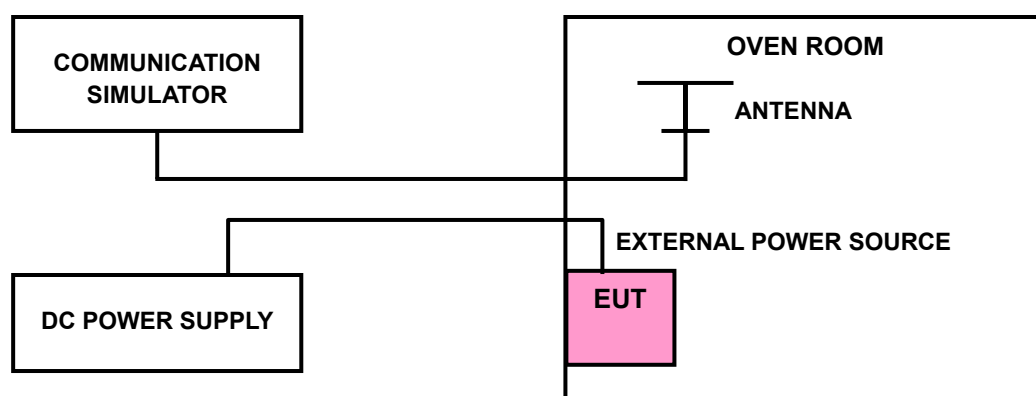 COMMUNICATION
SIMULATOR
OVEN ROOM
ANTENNA
EXTERNAL POWER SOURCE
DC POWER SUPPLY
EUT